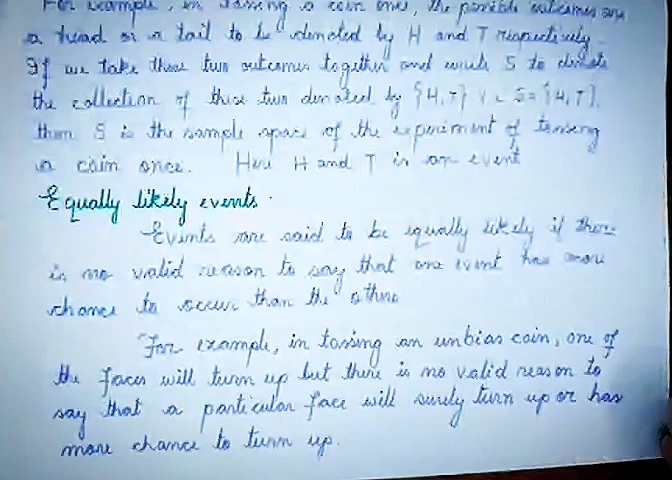 For example, in tossing a coin once, the possible outcomes are
a head or a tail to be denoted by H and T respectively.
If we take these two outcomes together and write S to denote
the collection of these two denoted by {H, T} i.e S = {H, T},
then S is the sample space of the experiment of tossing
a coin once. Here H and T is an event
Equally likely events.
Events are said to be equally likely if there
is no valid reason to say that one event has more
chance to occur than the others
For example, in tossing an unbias coin, one of
the faces will turn up but there is no valid reason to
say that a particular face will surely turn up or has
more chance to turn up.